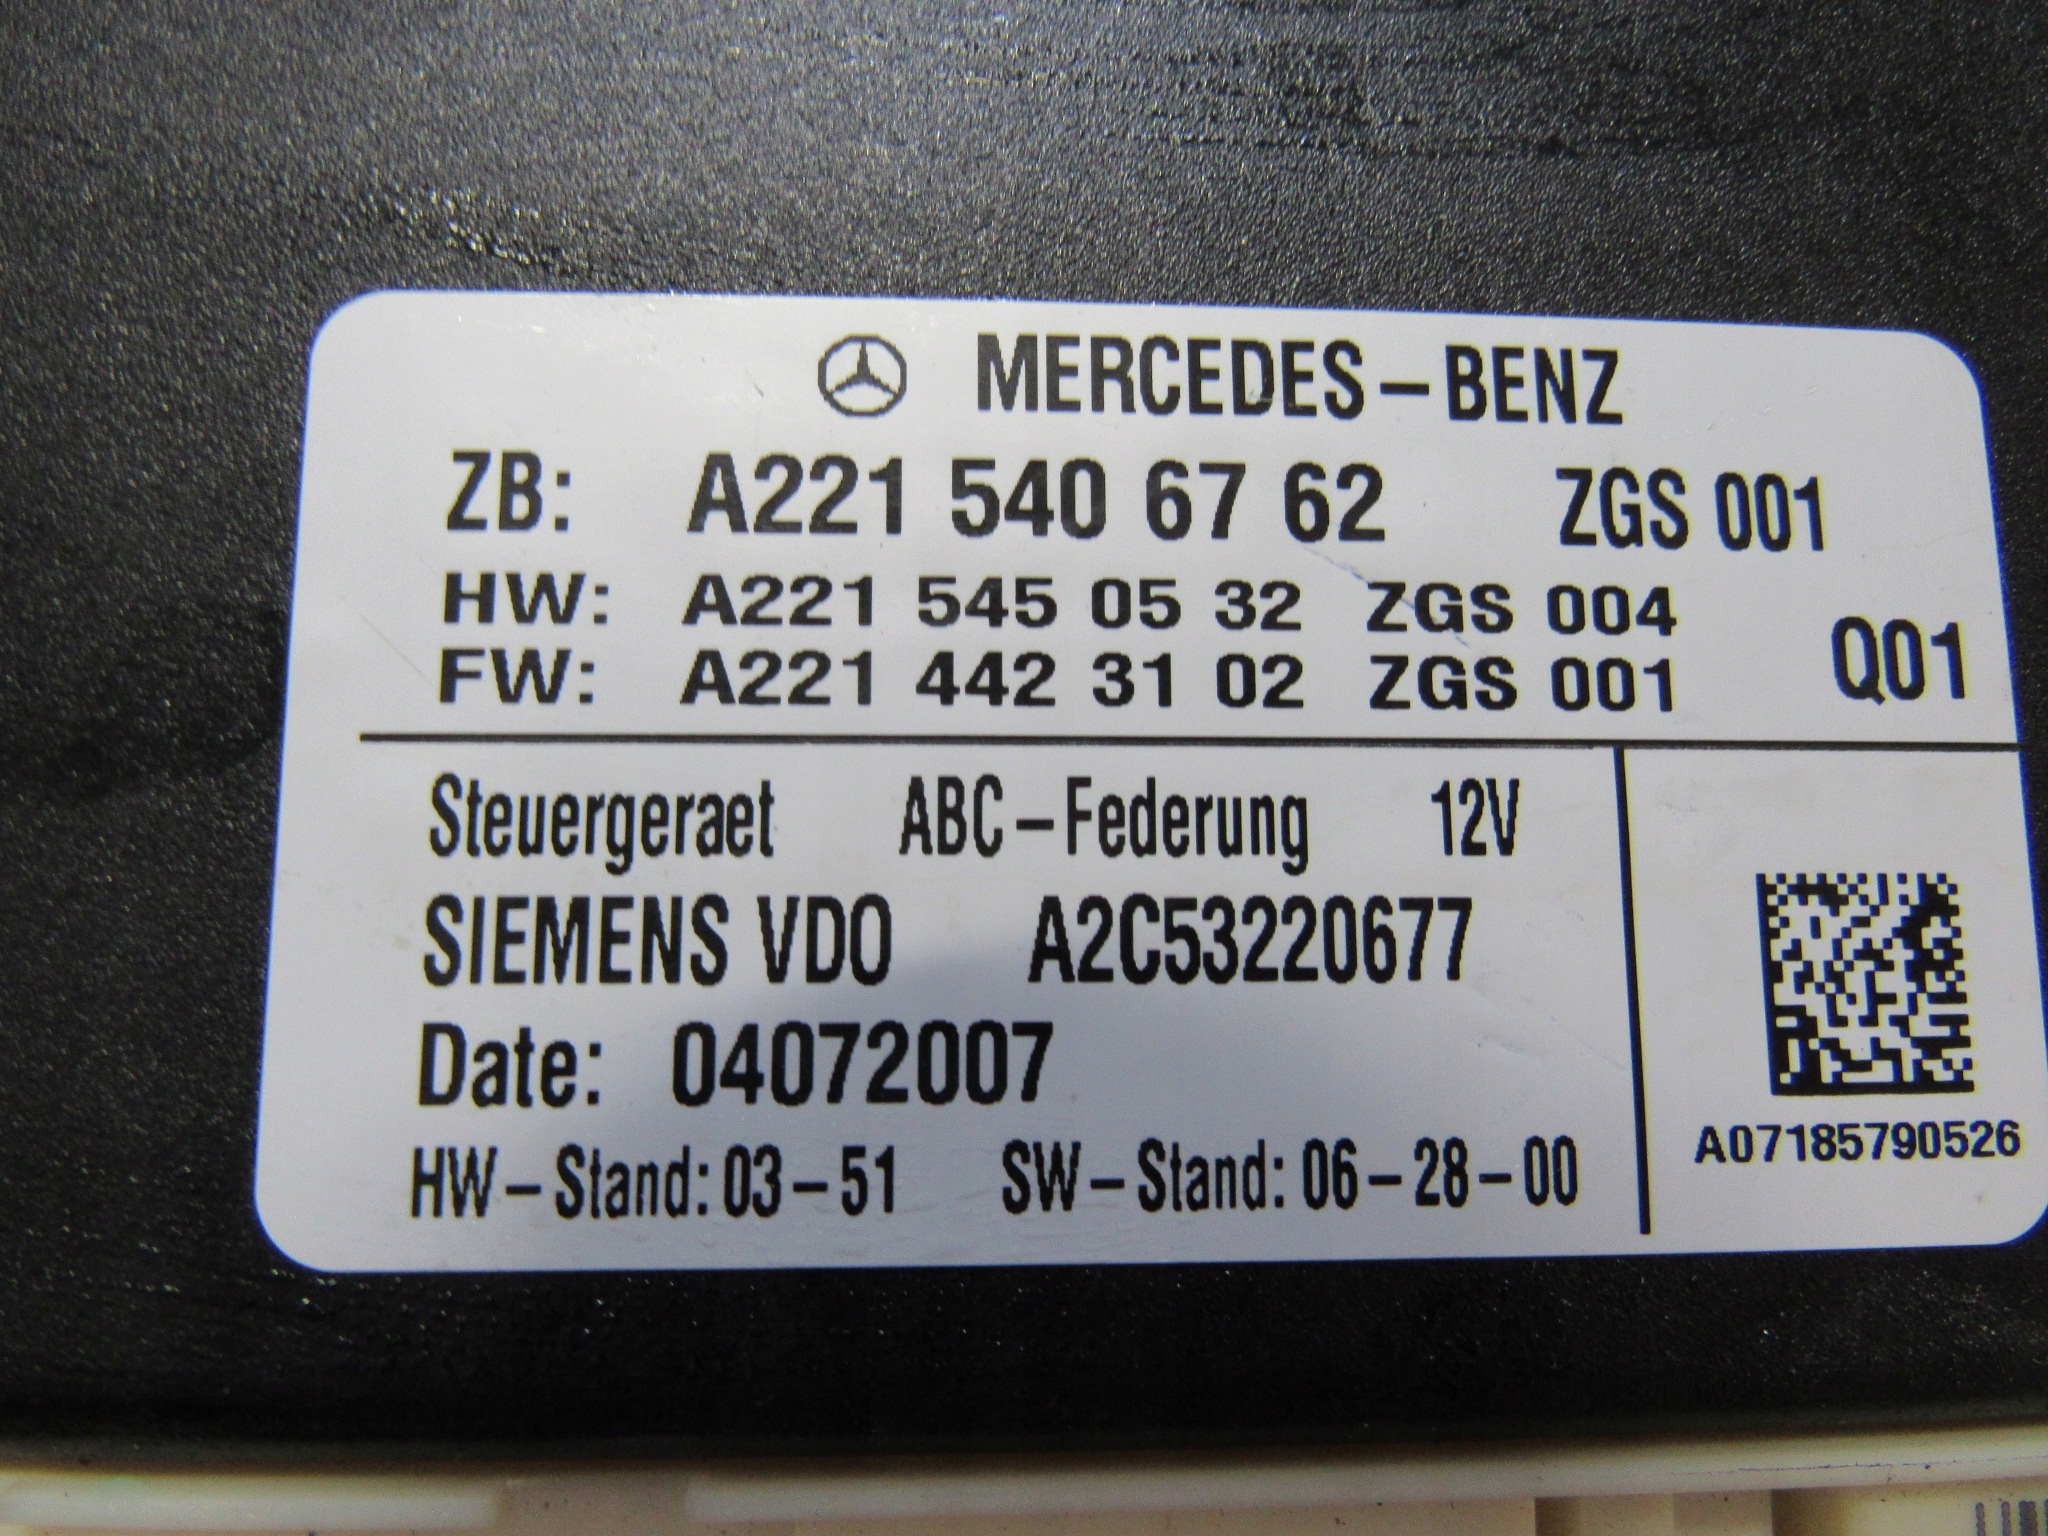 MERCEDES-BENZ
ZB: A221 540 67 62 ZGS 001
HW: A221 545 05 32 ZGS 004
FW: A221 442 31 02 ZGS 001
Q01
Steuergeraet ABC-Federung 12V
SIEMENS VDO A2C53220677
Date: 04072007
HW-Stand: 03-51 SW-Stand: 06-28-00
A07185790526